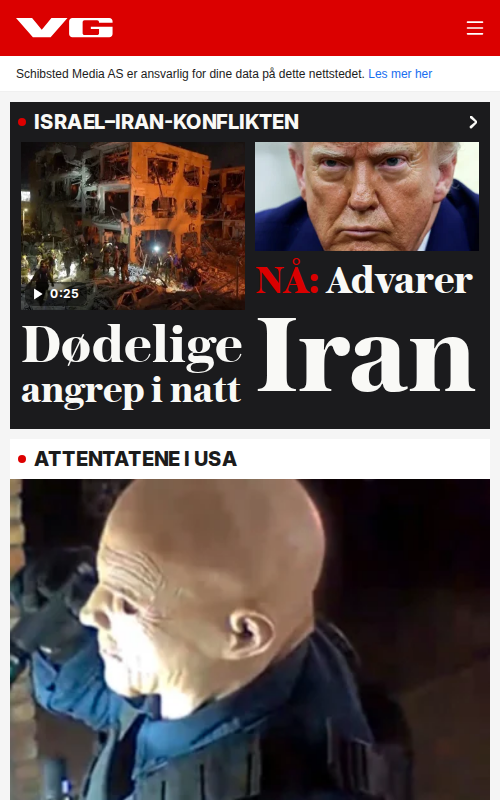 VG
Schibsted Media AS er ansvarlig for dine data på dette nettstedet. Les mer her
ISRAEL–IRAN-KONFLIKTEN
0:25
Dødelige
angrep i natt
NÅ: Advarer
Iran
ATTENTATENE I USA